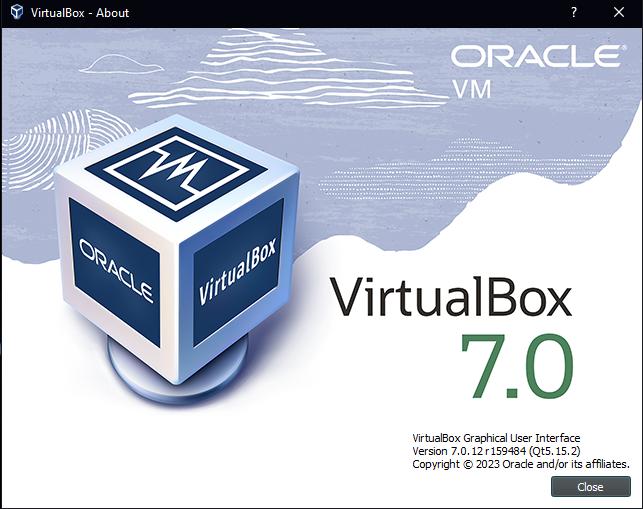 VirtualBox - About
?
ORACLE®
VM
VM
ORACLE
VirtualBox
VirtualBox
7.0
VirtualBox Graphical User Interface
Version 7.0.12 r159484 (Qt5.15.2)
Copyright © 2023 Oracle and/or its affiliates.
Close